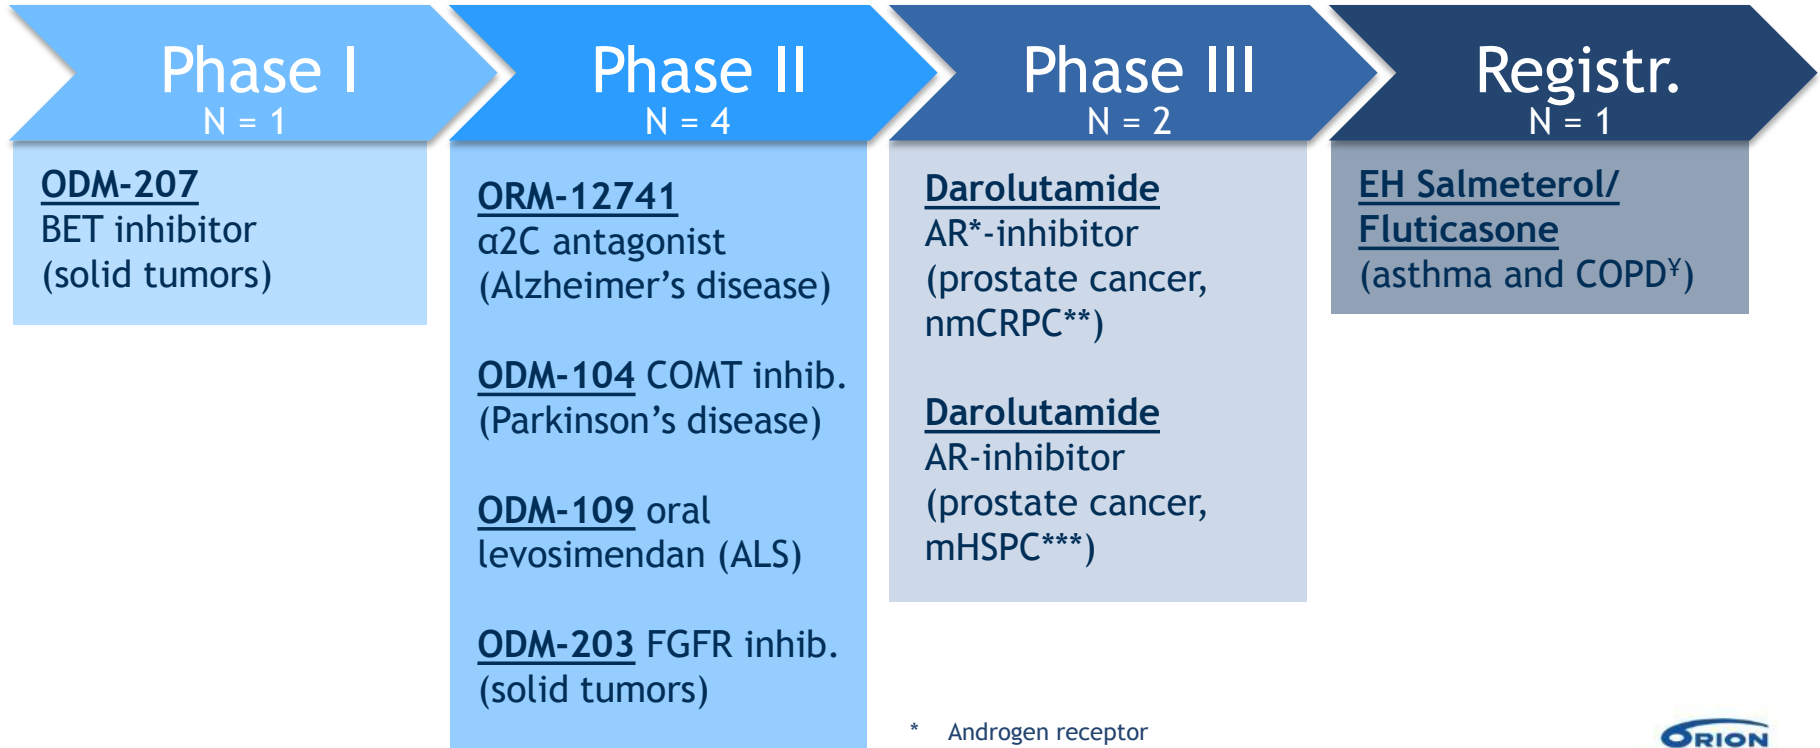 Phase I
N = 1
ODM-207
BET inhibitor
(solid tumors)
Phase II
N = 4
ORM-12741
α2C antagonist
(Alzheimer’s disease)
ODM-104 COMT inhib.
(Parkinson’s disease)
ODM-109 oral
levosimendan (ALS)
ODM-203 FGFR inhib.
(solid tumors)
Phase III
N = 2
Darolutamide
AR*-inhibitor
(prostate cancer,
nmCRPC**)
Darolutamide
AR-inhibitor
(prostate cancer,
mHSPC***)
Registr.
N = 1
EH Salmeterol/
Fluticasone
(asthma and COPD¥)
* Androgen receptor
ORION